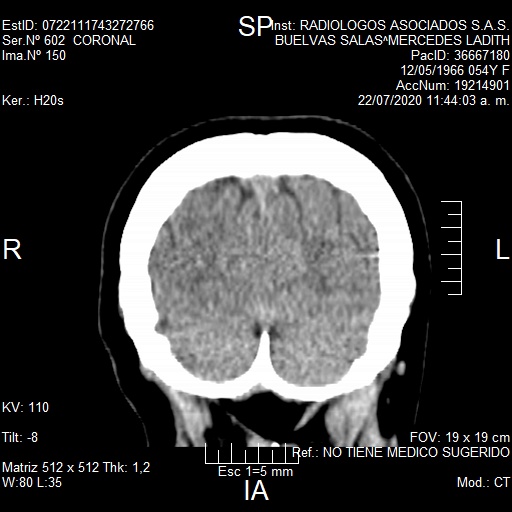 EstID: 0722111743272766
Ser.Nº 602 CORONAL
Ima.Nº 150
Ker.: H20s
SP
Inst: RADIOLOGOS ASOCIADOS S.A.S.
BUELVAS SALAS^MERCEDES LADITH
PacID: 36667180
12/05/1966 054Y F
AccNum: 19214901
22/07/2020 11:44:03 a. m.
R
L
KV: 110
Tilt: -8
Matriz 512 x 512 Thk: 1,2
W:80 L:35
Esc 1=5 mm
IA
FOV: 19 x 19 cm
Ref.: NO TIENE MEDICO SUGERIDO
Mod.: CT